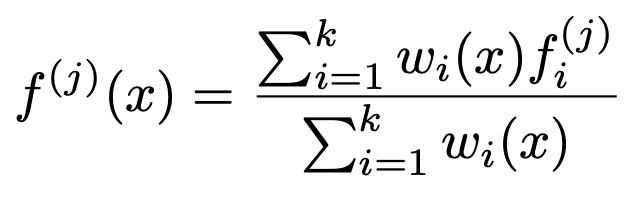 f^{(j)}(x) = \frac{\sum_{i=1}^{k} w_i(x) f_i^{(j)}}{\sum_{i=1}^{k} w_i(x)}